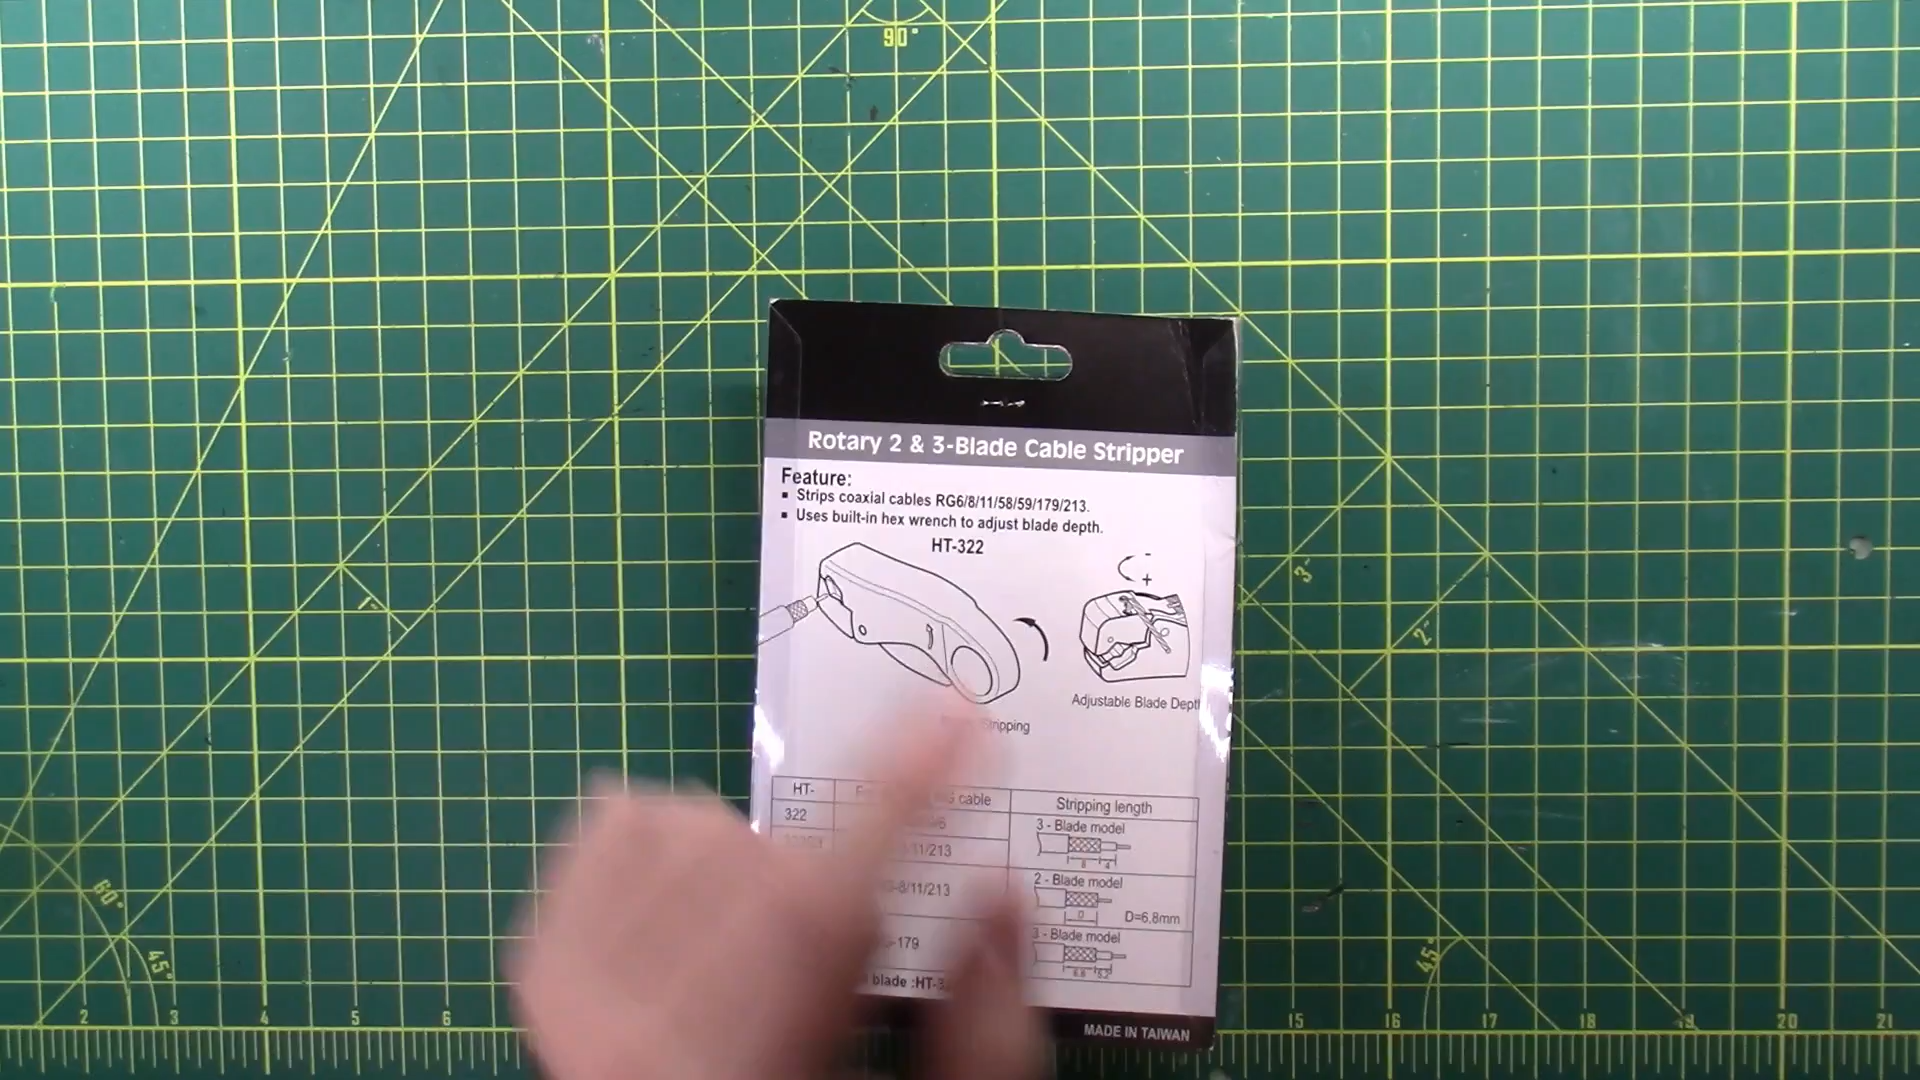 90°
Rotary 2 & 3-Blade Cable Stripper
Feature:
▪ Strips coaxial cables RG6/8/11/58/59/179/213.
▪ Uses built-in hex wrench to adjust blade depth.
HT-322
- +
Adjustable Blade Depth
Stripping
HT- cable Stripping length
322 3 - Blade model
8 4
11/213
8/11/213 2 - Blade model
D D=6.8mm
179 3 - Blade model
blade :HT-3
MADE IN TAIWAN
1"
2"
3"
60°
45°
45°
2 3 4 5 6 15 16 17 18 19 20 21